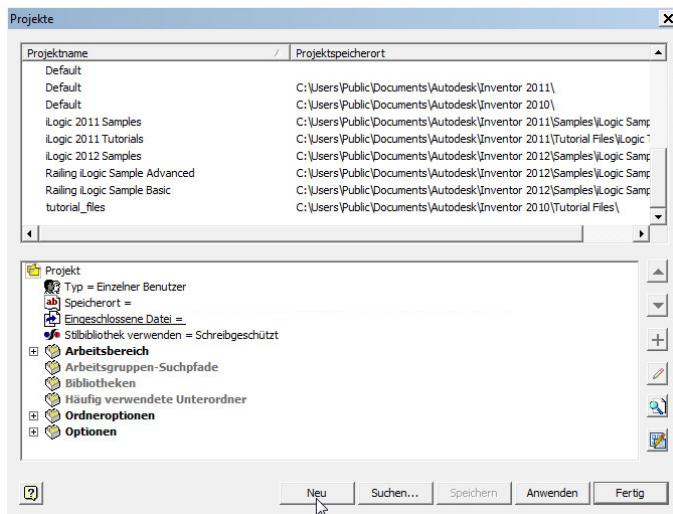 Projekte
Projektname Projektspeicherort
Default
Default C:\Users\Public\Documents\Autodesk\Inventor 2011\
Default C:\Users\Public\Documents\Autodesk\Inventor 2010\
iLogic 2011 Samples C:\Users\Public\Documents\Autodesk\Inventor 2011\Samples\iLogic Samp
iLogic 2011 Tutorials C:\Users\Public\Documents\Autodesk\Inventor 2011\Tutorial Files\iLogic T
iLogic 2012 Samples C:\Users\Public\Documents\Autodesk\Inventor 2012\Samples\iLogic Samp
Railing iLogic Sample Advanced C:\Users\Public\Documents\Autodesk\Inventor 2012\Samples\iLogic Samp
Railing iLogic Sample Basic C:\Users\Public\Documents\Autodesk\Inventor 2012\Samples\iLogic Samp
tutorial_files C:\Users\Public\Documents\Autodesk\Inventor 2010\Tutorial Files\
Projekt
Typ = Einzelner Benutzer
Speicherort =
Eingeschlossene Datei =
Stilbibliothek verwenden = Schreibgeschützt
Arbeitsbereich
Arbeitsgruppen-Suchpfade
Bibliotheken
Häufig verwendete Unterordner
Ordneroptionen
Optionen
Neu Suchen... Speichern Anwenden Fertig